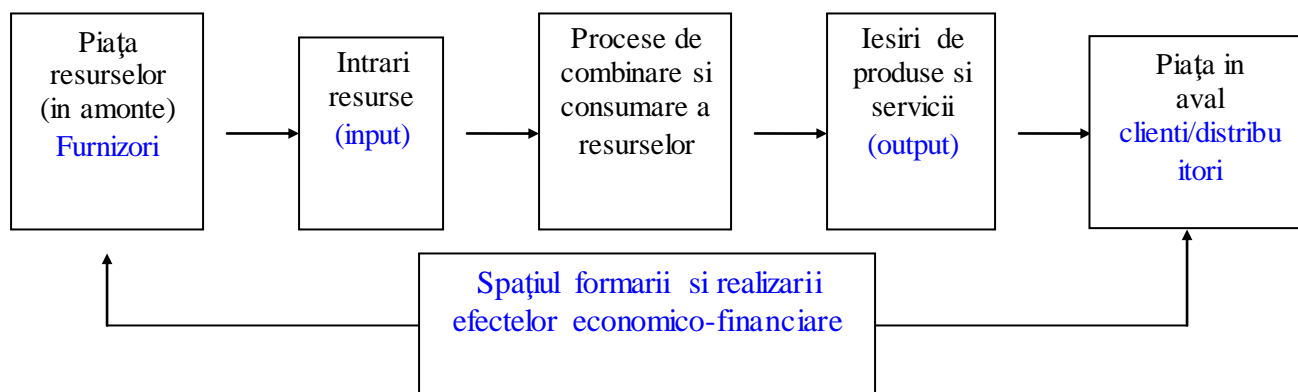 Piaţa
resurselor
(in amonte)
Furnizori
Intrari
resurse
(input)
Procese de
combinare si
consumare a
resurselor
Iesiri de
produse si
servicii
(output)
Piaţa in
aval
clienti/distribu
itori
Spaţiul formarii si realizarii
efectelor economico-financiare